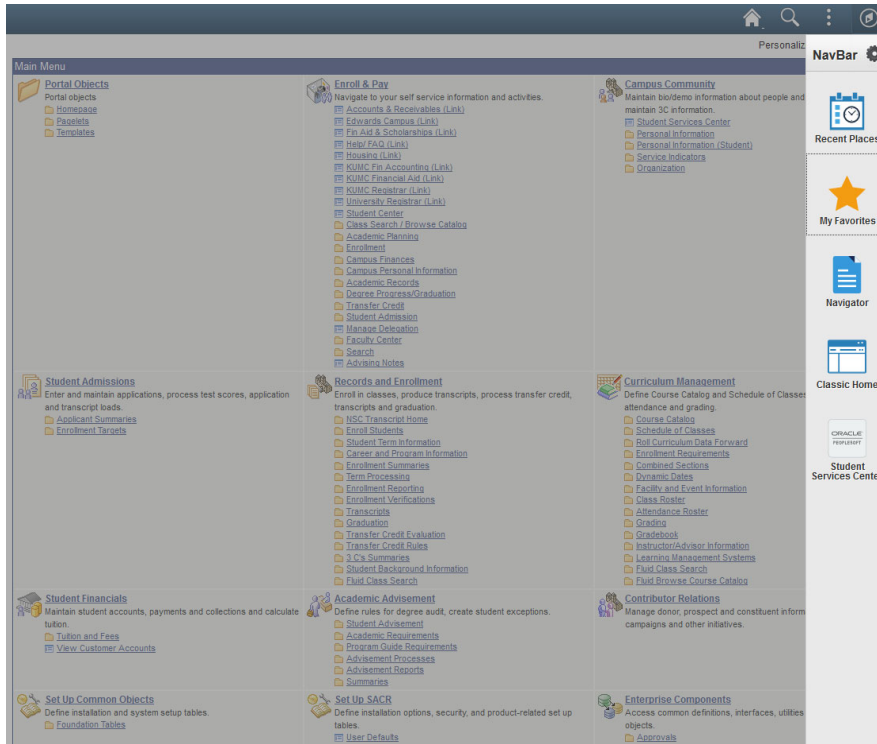 Personaliz
NavBar
Main Menu
Portal Objects
Portal objects
Homepage
Pagelets
Templates
Enroll & Pay
Navigate to your self service information and activities.
Accounts & Receivables (Link)
Edwards Campus (Link)
Fin Aid & Scholarships (Link)
Help/ FAQ (Link)
Housing (Link)
KUMC Fin Accounting (Link)
KUMC Financial Aid (Link)
KUMC Registrar (Link)
University Registrar (Link)
Student Center
Class Search / Browse Catalog
Academic Planning
Enrollment
Campus Finances
Campus Personal Information
Academic Records
Degree Progress/Graduation
Transfer Credit
Student Admission
Manage Delegation
Faculty Center
Search
Advising Notes
Campus Community
Maintain bio/demo information about people and
maintain 3C information.
Student Services Center
Personal Information
Personal Information (Student)
Service Indicators
Organization
Student Admissions
Enter and maintain applications, process test scores, application
and transcript loads.
Applicant Summaries
Enrollment Targets
Records and Enrollment
Enroll in classes, produce transcripts, process transfer credit,
transcripts and graduation.
NSC Transcript Home
Enroll Students
Student Term Information
Career and Program Information
Enrollment Summaries
Term Processing
Enrollment Reporting
Enrollment Verifications
Transcripts
Graduation
Transfer Credit Evaluation
Transfer Credit Rules
3 C's Summaries
Student Background Information
Fluid Class Search
Curriculum Management
Define Course Catalog and Schedule of Classes
attendance and grading.
Course Catalog
Schedule of Classes
Roll Curriculum Data Forward
Enrollment Requirements
Combined Sections
Dynamic Dates
Facility and Event Information
Class Roster
Attendance Roster
Grading
Gradebook
Instructor/Advisor Information
Learning Management Systems
Fluid Class Search
Fluid Browse Course Catalog
Student Financials
Maintain student accounts, payments and collections and calculate
tuition.
Tuition and Fees
View Customer Accounts
Academic Advisement
Define rules for degree audit, create student exceptions.
Student Advisement
Academic Requirements
Program Guide Requirements
Advisement Processes
Advisement Reports
Summaries
Contributor Relations
Manage donor, prospect and constituent inform
campaigns and other initiatives.
Set Up Common Objects
Define installation and system setup tables.
Foundation Tables
Set Up SACR
Define installation options, security, and product-related set up
tables.
User Defaults
Enterprise Components
Access common definitions, interfaces, utilities
objects.
Approvals
Recent Places
My Favorites
Navigator
Classic Home
ORACLE
PEOPLESOFT
Student
Services Cente